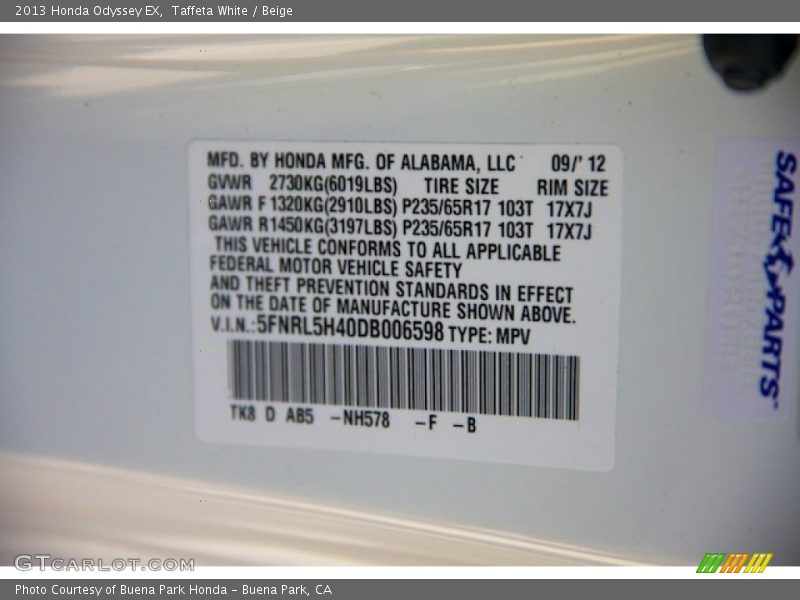 2013 Honda Odyssey EX, Taffeta White / Beige
MFD. BY HONDA MFG. OF ALABAMA, LLC 09/' 12
GVWR 2730KG(6019LBS) TIRE SIZE RIM SIZE
GAWR F 1320KG(2910LBS) P235/65R17 103T 17X7J
GAWR R1450KG(3197LBS) P235/65R17 103T 17X7J
THIS VEHICLE CONFORMS TO ALL APPLICABLE
FEDERAL MOTOR VEHICLE SAFETY
AND THEFT PREVENTION STANDARDS IN EFFECT
ON THE DATE OF MANUFACTURE SHOWN ABOVE.
V.I.N.:5FNRL5H40DB006598 TYPE: MPV
TK8 D AB5 -NH578 -F -B
SAFE PARTS
GTCARLOT.COM
Photo Courtesy of Buena Park Honda - Buena Park, CA